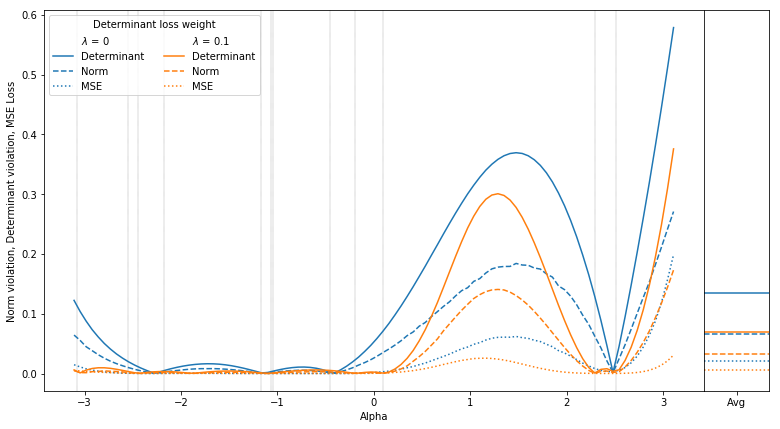 Determinant loss weight
λ = 0 λ = 0.1
Determinant Determinant
Norm Norm
MSE MSE
Norm violation, Determinant violation, MSE Loss
0.6
0.5
0.4
0.3
0.2
0.1
0.0
−3 −2 −1 0 1 2 3 Avg
Alpha